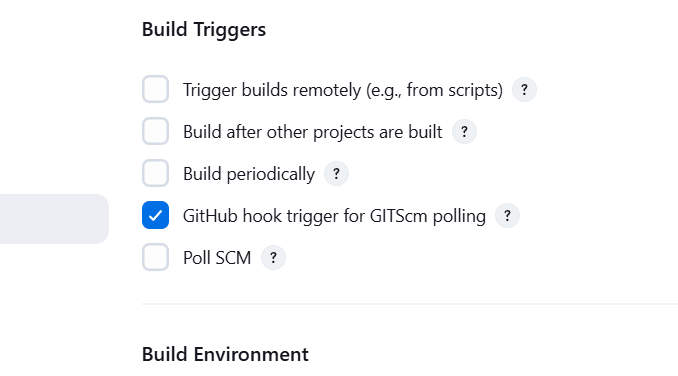 Build Triggers
Trigger builds remotely (e.g., from scripts) ?
Build after other projects are built ?
Build periodically ?
GitHub hook trigger for GITScm polling ?
Poll SCM ?
Build Environment